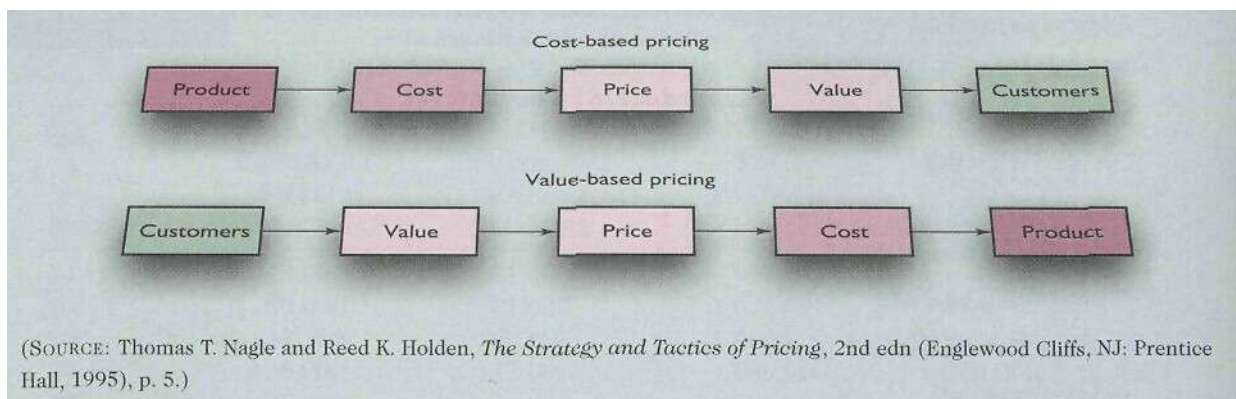 Cost-based pricing
Product Cost Price Value Customers
Value-based pricing
Customers Value Price Cost Product
(SOURCE: Thomas T. Nagle and Reed K. Holden, The Strategy and Tactics of Pricing, 2nd edn (Englewood Cliffs, NJ: Prentice
Hall, 1995), p. 5.)